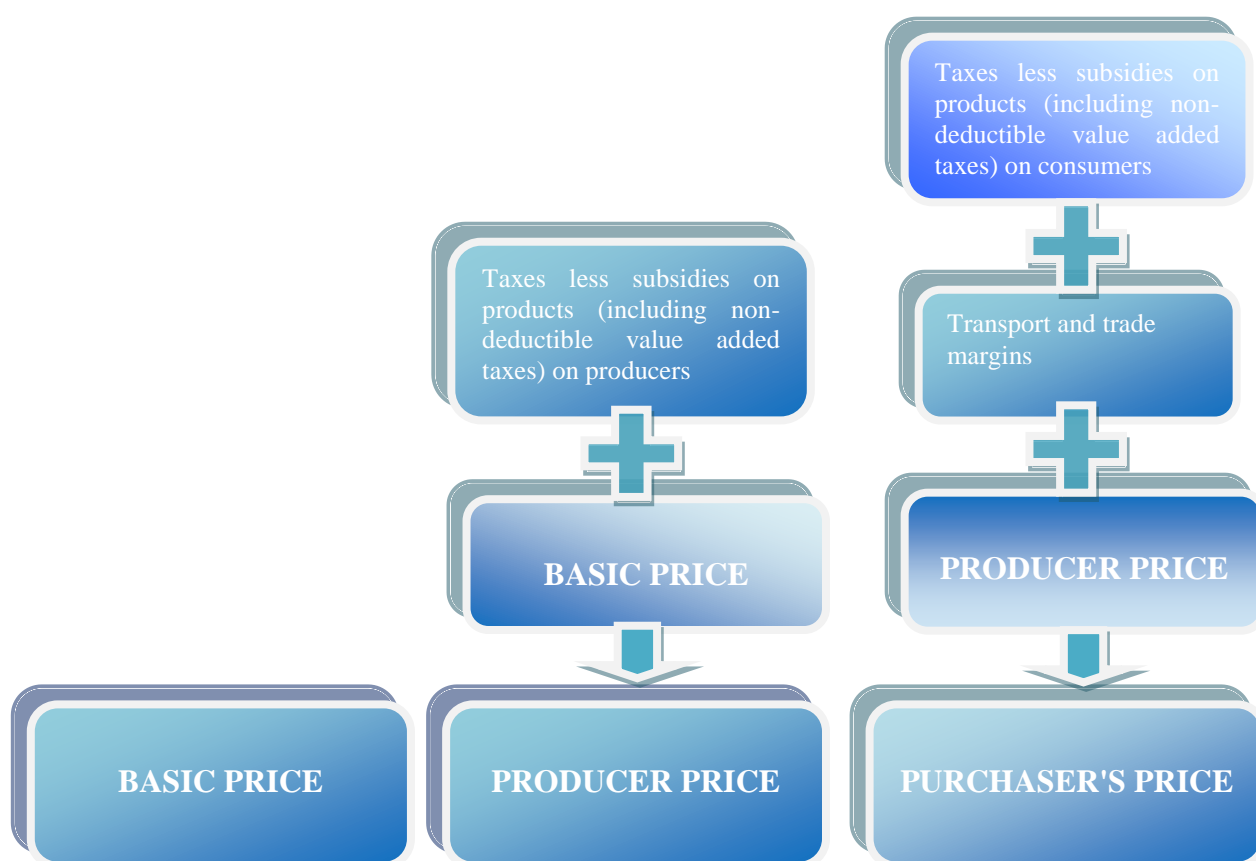 Taxes less subsidies on
products (including non-
deductible value added
taxes) on consumers
Taxes less subsidies on
products (including non-
deductible value added
taxes) on producers
Transport and trade
margins
BASIC PRICE
PRODUCER PRICE
BASIC PRICE
PRODUCER PRICE
PURCHASER'S PRICE